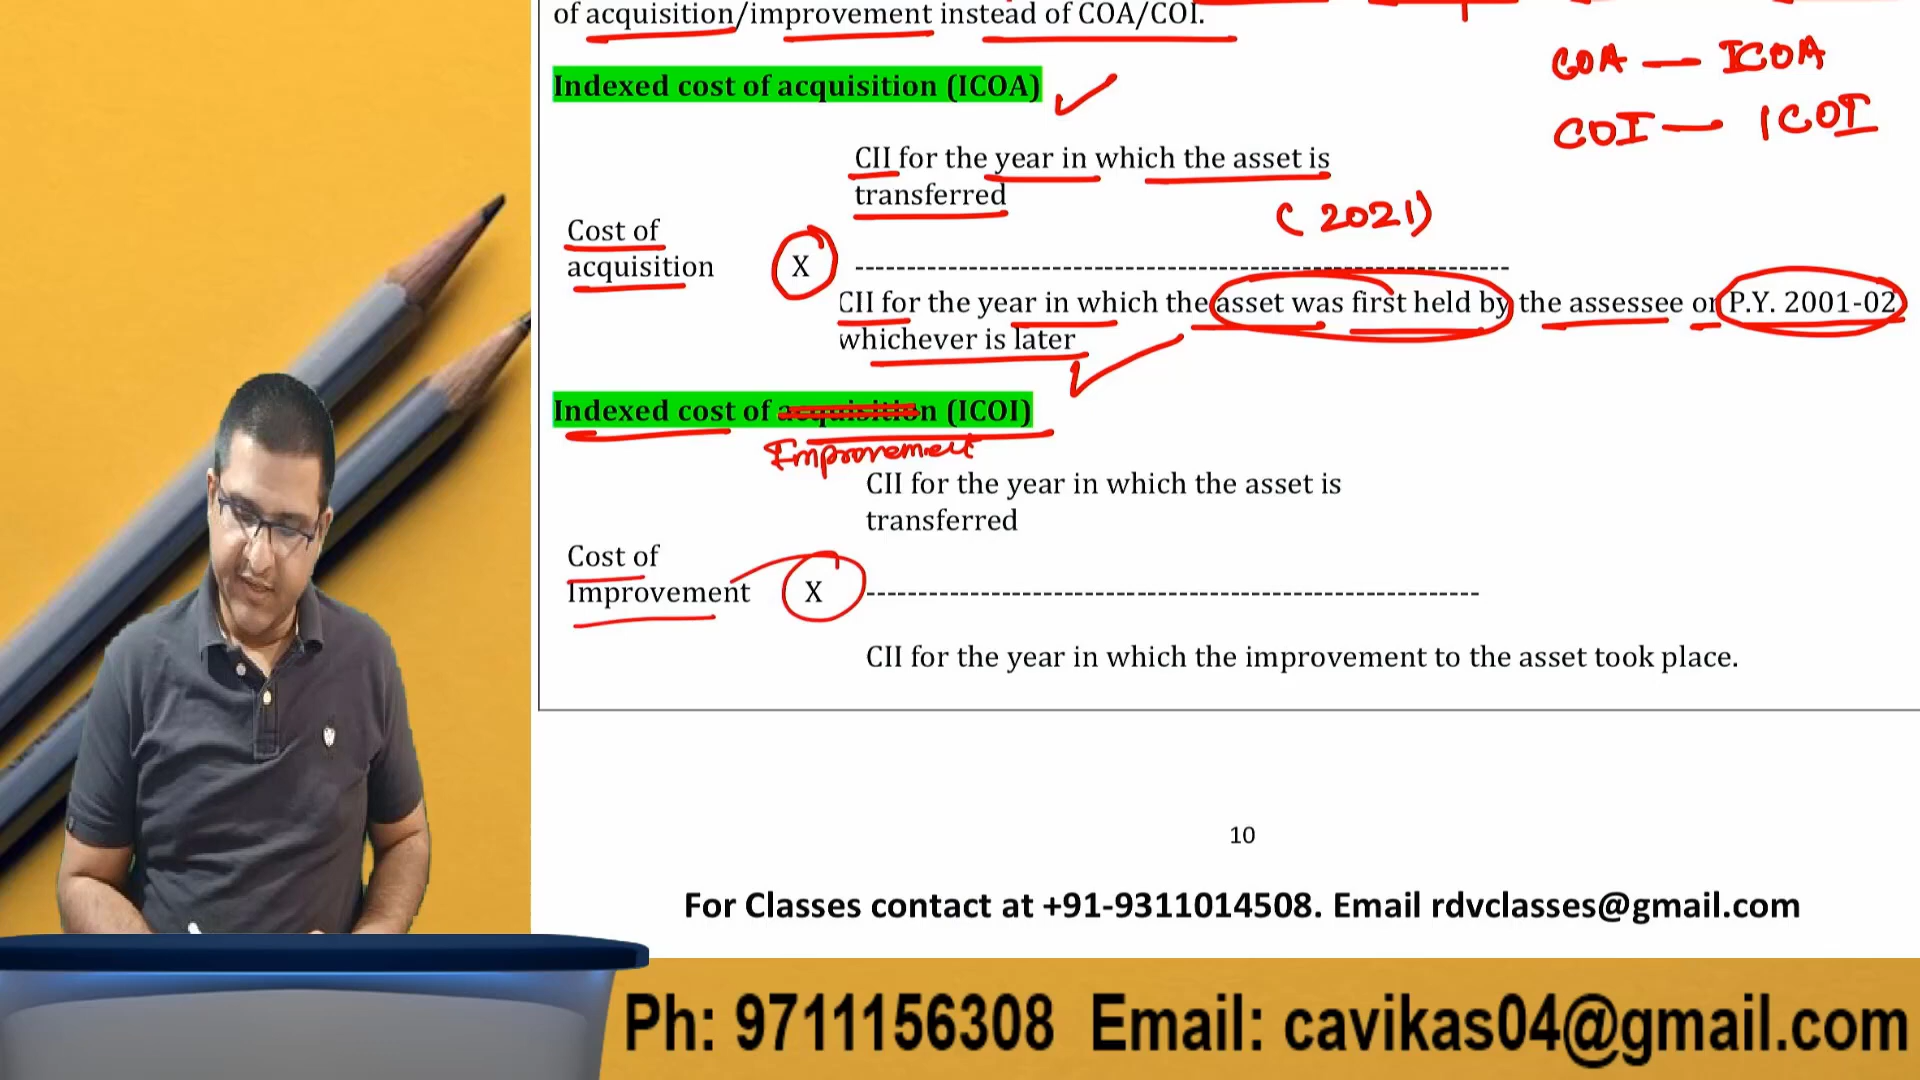 of acquisition/improvement instead of COA/COI.
COA — ICOA
Indexed cost of acquisition (ICOA)
COI — ICOI
CII for the year in which the asset is
transferred
(2021)
Cost of
acquisition X ----------------------------------------------------------------
CII for the year in which the asset was first held by the assessee or P.Y. 2001-02
whichever is later
Indexed cost of acquisition (ICOI)
Improvement
CII for the year in which the asset is
transferred
Cost of
Improvement X ------------------------------------------------------------
CII for the year in which the improvement to the asset took place.
10
For Classes contact at +91-9311014508. Email rdvclasses@gmail.com
Ph: 9711156308 Email: cavikas04@gmail.com